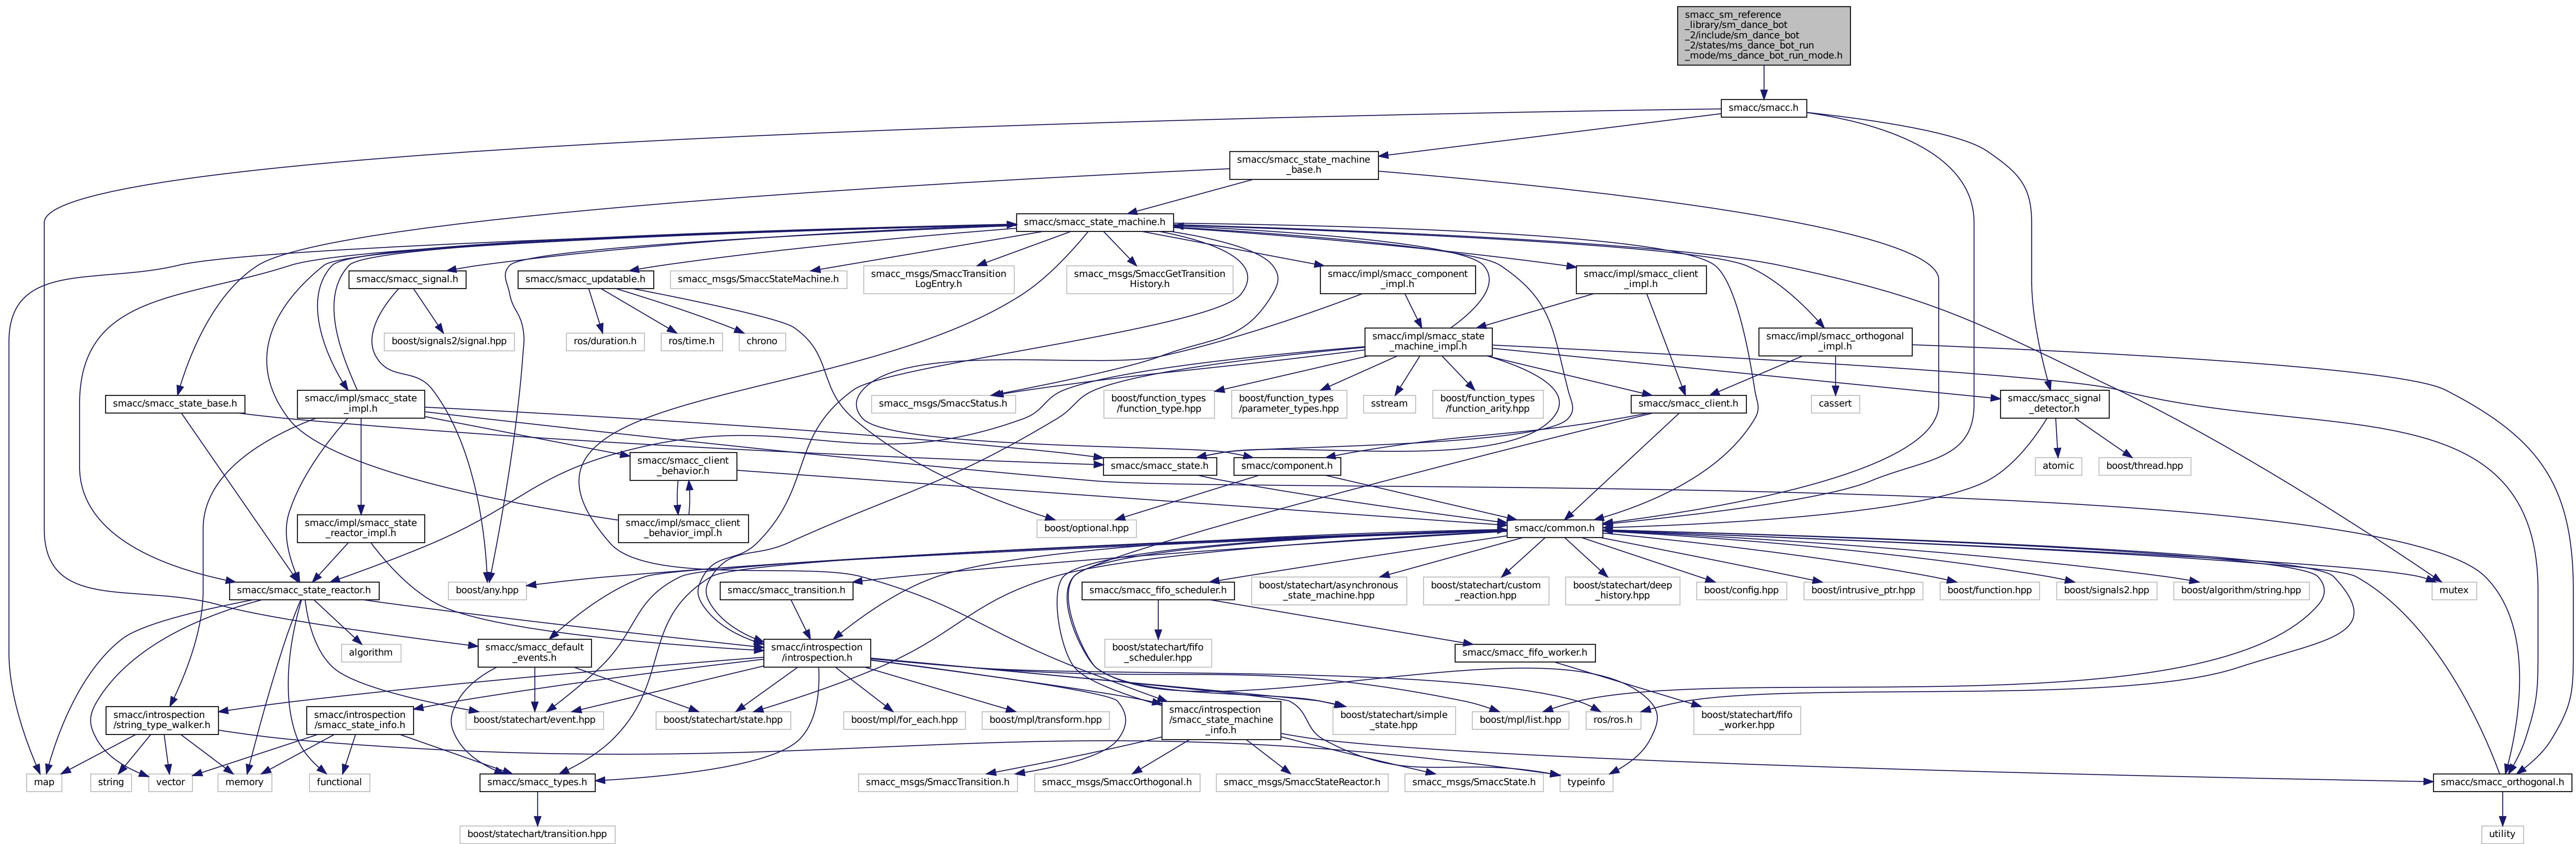 smacc_sm_reference
_library/sm_dance_bot
_2/include/sm_dance_bot
_2/states/ms_dance_bot_run
_mode/ms_dance_bot_run_mode.h
smacc/smacc.h
smacc/smacc_state_machine
_base.h
smacc/smacc_state_machine.h
smacc/smacc_signal.h
smacc/smacc_updatable.h
smacc_msgs/SmaccStateMachine.h
smacc_msgs/SmaccTransition
LogEntry.h
smacc_msgs/SmaccGetTransition
History.h
smacc/impl/smacc_component
_impl.h
smacc/impl/smacc_client
_impl.h
boost/signals2/signal.hpp
ros/duration.h
ros/time.h
chrono
smacc/impl/smacc_state
_machine_impl.h
smacc/impl/smacc_orthogonal
_impl.h
smacc/smacc_state_base.h
smacc/impl/smacc_state
_impl.h
smacc_msgs/SmaccStatus.h
boost/function_types
/function_type.hpp
boost/function_types
/parameter_types.hpp
sstream
boost/function_types
/function_arity.hpp
smacc/smacc_client.h
cassert
smacc/smacc_signal
_detector.h
smacc/smacc_client
_behavior.h
smacc/smacc_state.h
smacc/component.h
atomic
boost/thread.hpp
smacc/impl/smacc_state
_reactor_impl.h
smacc/impl/smacc_client
_behavior_impl.h
boost/optional.hpp
smacc/common.h
smacc/smacc_state_reactor.h
boost/any.hpp
smacc/smacc_transition.h
smacc/smacc_fifo_scheduler.h
boost/statechart/asynchronous
_state_machine.hpp
boost/statechart/custom
_reaction.hpp
boost/statechart/deep
_history.hpp
boost/config.hpp
boost/intrusive_ptr.hpp
boost/function.hpp
boost/signals2.hpp
boost/algorithm/string.hpp
mutex
algorithm
smacc/smacc_default
_events.h
smacc/introspection
/introspection.h
boost/statechart/fifo
_scheduler.hpp
smacc/smacc_fifo_worker.h
smacc/introspection
/string_type_walker.h
smacc/introspection
/smacc_state_info.h
boost/statechart/event.hpp
boost/statechart/state.hpp
boost/mpl/for_each.hpp
boost/mpl/transform.hpp
smacc/introspection
/smacc_state_machine
_info.h
boost/statechart/simple
_state.hpp
boost/mpl/list.hpp
ros/ros.h
boost/statechart/fifo
_worker.hpp
map
string
vector
memory
functional
smacc/smacc_types.h
smacc_msgs/SmaccTransition.h
smacc_msgs/SmaccOrthogonal.h
smacc_msgs/SmaccStateReactor.h
smacc_msgs/SmaccState.h
typeinfo
smacc/smacc_orthogonal.h
boost/statechart/transition.hpp
utility